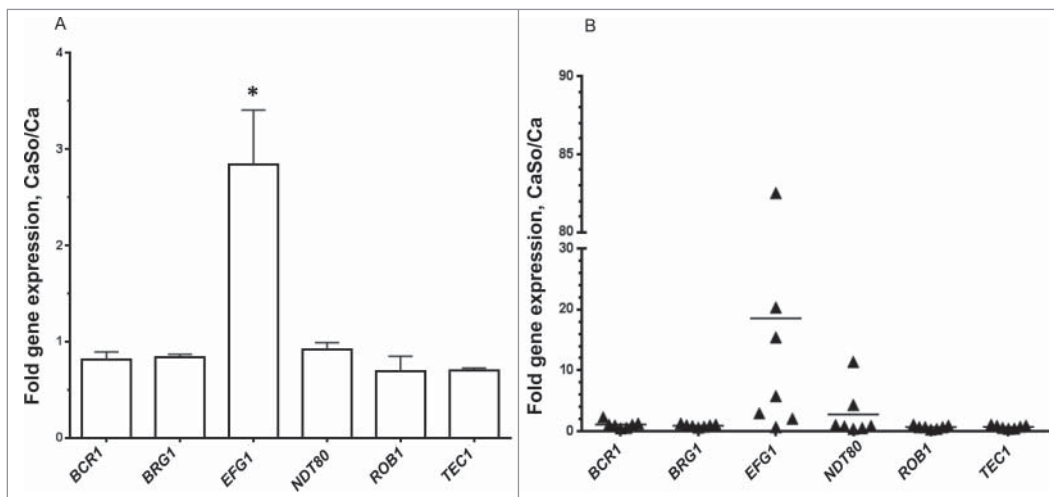 A
Fold gene expression, CaSo/Ca
4
3
2
1
0
*
BCR1
BRG1
EFG1
NDT80
ROB1
TEC1
B
Fold gene expression, CaSo/Ca
90
85
80
30
20
10
0
BCR1
BRG1
EFG1
NDT80
ROB1
TEC1